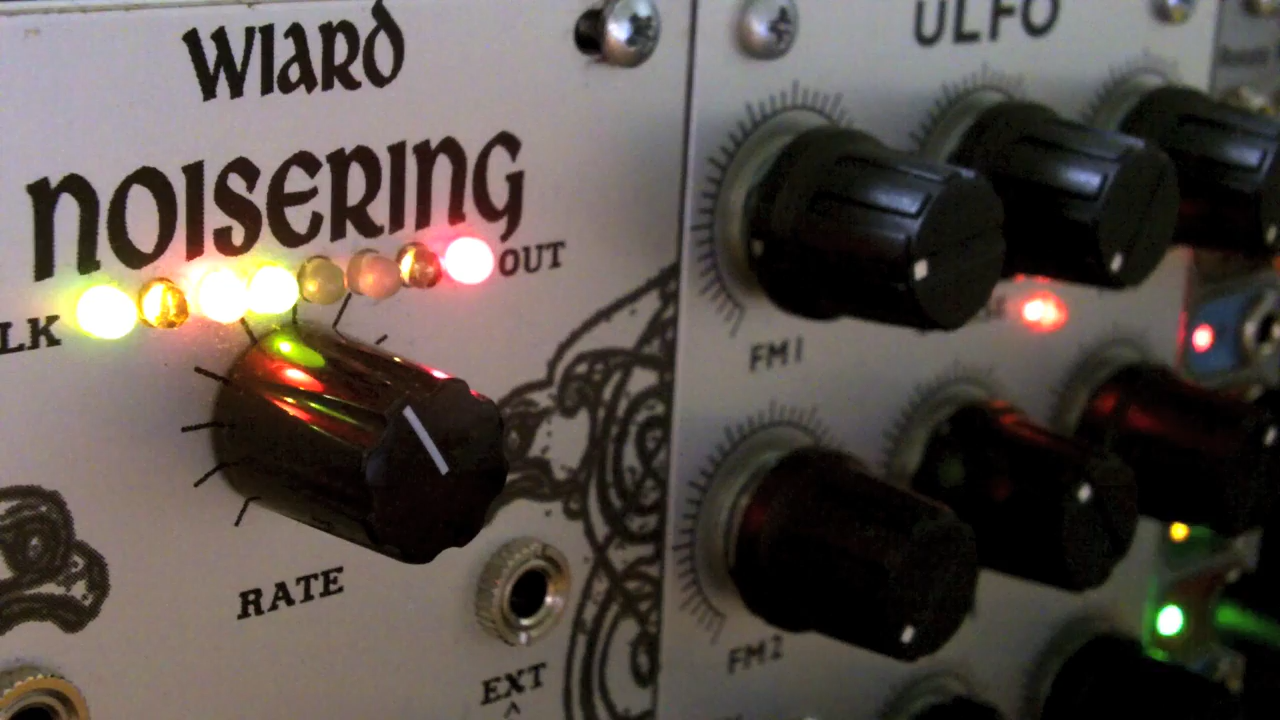 WIARD
NOISERING
LK
OUT
RATE
EXT
ULFO
FM1
FM2